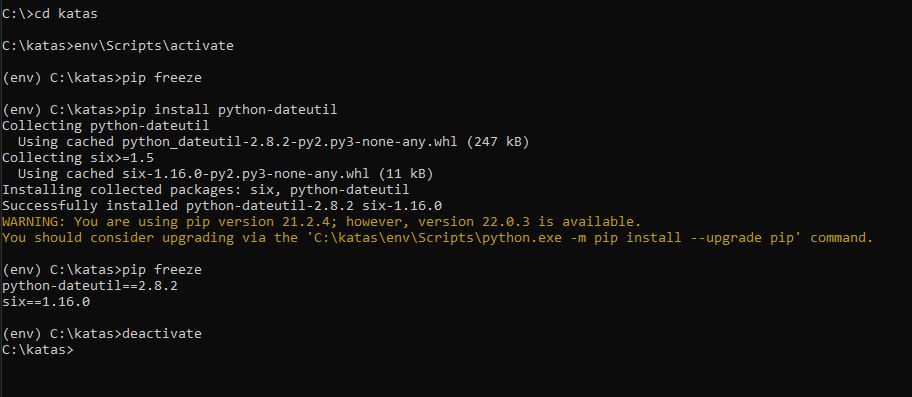 C:\>cd katas
C:\katas>env\Scripts\activate
(env) C:\katas>pip freeze
(env) C:\katas>pip install python-dateutil
Collecting python-dateutil
  Using cached python_dateutil-2.8.2-py2.py3-none-any.whl (247 kB)
Collecting six>=1.5
  Using cached six-1.16.0-py2.py3-none-any.whl (11 kB)
Installing collected packages: six, python-dateutil
Successfully installed python-dateutil-2.8.2 six-1.16.0
WARNING: You are using pip version 21.2.4; however, version 22.0.3 is available.
You should consider upgrading via the 'C:\katas\env\Scripts\python.exe -m pip install --upgrade pip' command.
(env) C:\katas>pip freeze
python-dateutil==2.8.2
six==1.16.0
(env) C:\katas>deactivate
C:\katas>